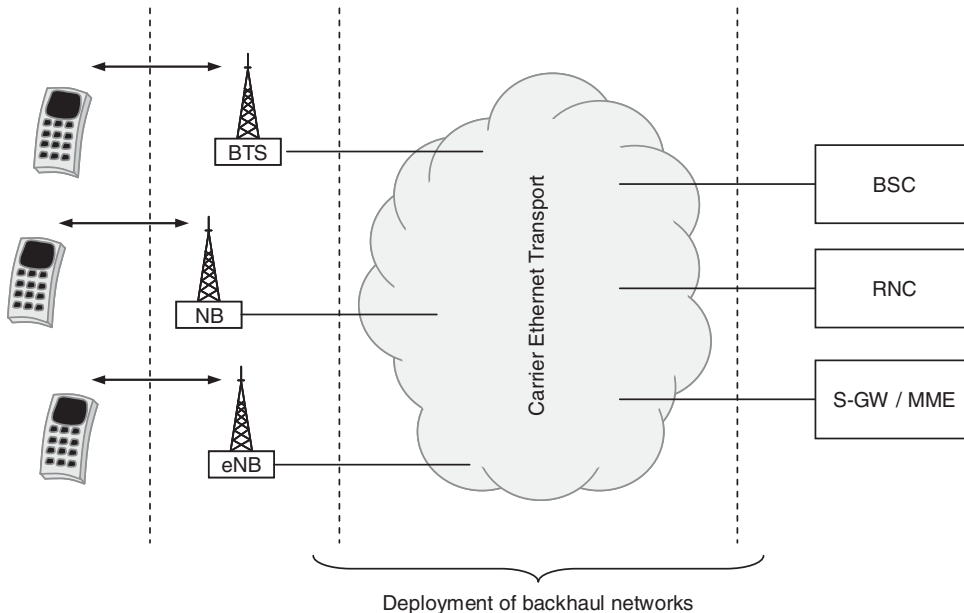 BTS
BSC
NB
RNC
eNB
S-GW / MME
Carrier Ethernet Transport
Deployment of backhaul networks